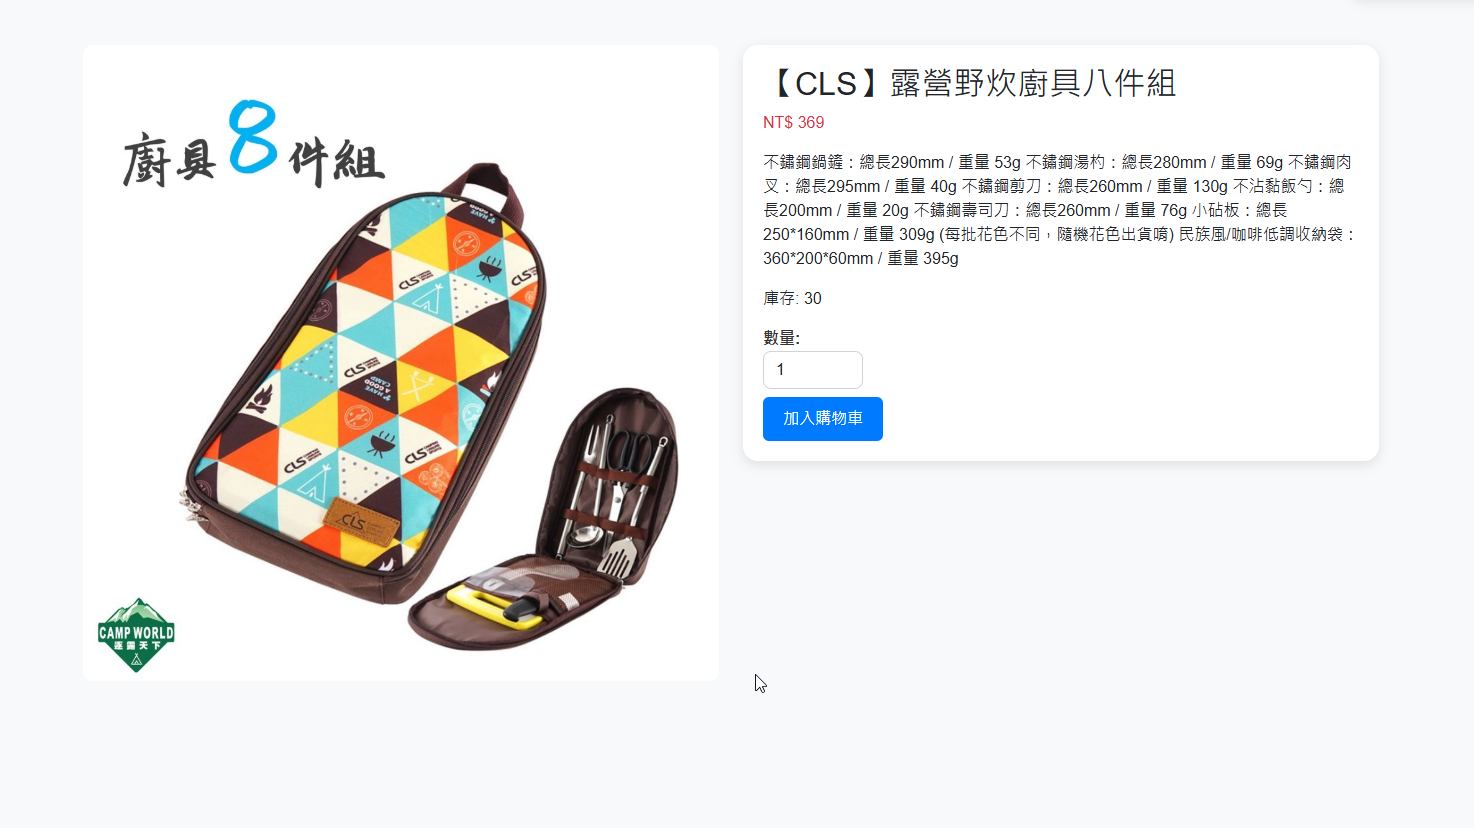 廚具8件組
CLS
CLS
CLS
HAVE
A GOOD
CAMP
CLS
CLS
CLS
CAMP WORLD
逐露天下
【CLS】露營野炊廚具八件組
NT$ 369
不鏽鋼鍋鏟：總長290mm / 重量 53g 不鏽鋼湯杓：總長280mm / 重量 69g 不鏽鋼肉
叉：總長295mm / 重量 40g 不鏽鋼剪刀：總長260mm / 重量 130g 不沾黏飯勺：總
長200mm / 重量 20g 不鏽鋼壽司刀：總長260mm / 重量 76g 小砧板：總長
250*160mm / 重量 309g (每批花色不同，隨機花色出貨唷) 民族風/咖啡低調收納袋：
360*200*60mm / 重量 395g
庫存: 30
數量:
1
加入購物車